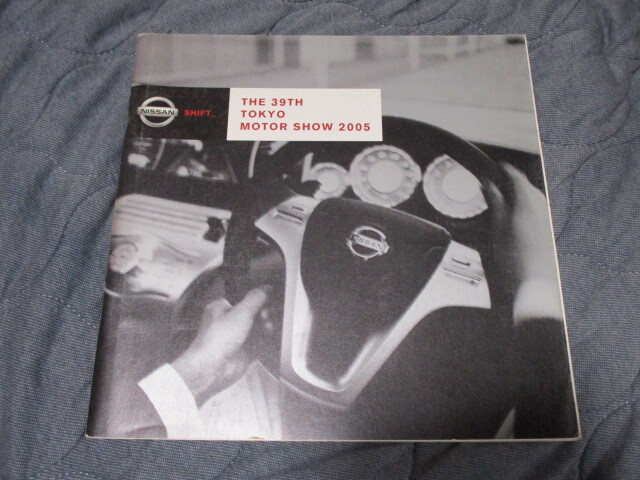 NISSAN
SHIFT_
THE 39TH
TOKYO
MOTOR SHOW 2005
NISSAN